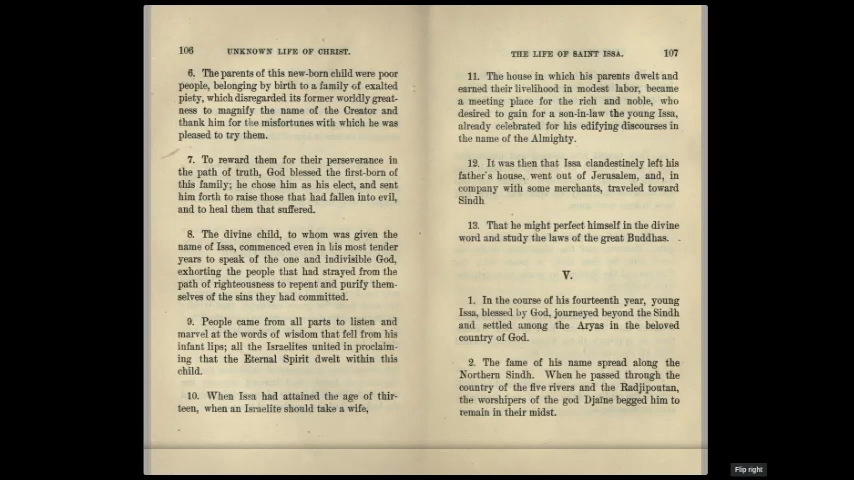 106 UNKNOWN LIFE OF CHRIST.
6. The parents of this new-born child were poor
people, belonging by birth to a family of exalted
piety, which disregarded its former worldly great-
ness to magnify the name of the Creator and
thank him for the misfortunes with which he was
pleased to try them.
7. To reward them for their perseverance in
the path of truth, God blessed the first-born of
this family; he chose him as his elect, and sent
him forth to raise those that had fallen into evil,
and to heal them that suffered.
8. The divine child, to whom was given the
name of Issa, commenced even in his most tender
years to speak of the one and indivisible God,
exhorting the people that had strayed from the
path of righteousness to repent and purify them-
selves of the sins they had committed.
9. People came from all parts to listen and
marvel at the words of wisdom that fell from his
infant lips; all the Israelites united in proclaim-
ing that the Eternal Spirit dwelt within this
child.
10. When Issa had attained the age of thir-
teen, when an Israelite should take a wife,
THE LIFE OF SAINT ISSA. 107
11. The house in which his parents dwelt and
earned their livelihood in modest labor, became
a meeting place for the rich and noble, who
desired to gain for a son-in-law the young Issa,
already celebrated for his edifying discourses in
the name of the Almighty.
12. It was then that Issa clandestinely left his
father's house, went out of Jerusalem, and, in
company with some merchants, traveled toward
Sindh
13. That he might perfect himself in the divine
word and study the laws of the great Buddhas.
V.
1. In the course of his fourteenth year, young
Issa, blessed by God, journeyed beyond the Sindh
and settled among the Aryas in the beloved
country of God.
2. The fame of his name spread along the
Northern Sindh. When he passed through the
country of the five rivers and the Radjipoutan,
the worshipers of the god Djaïne begged him to
remain in their midst.
Flip right